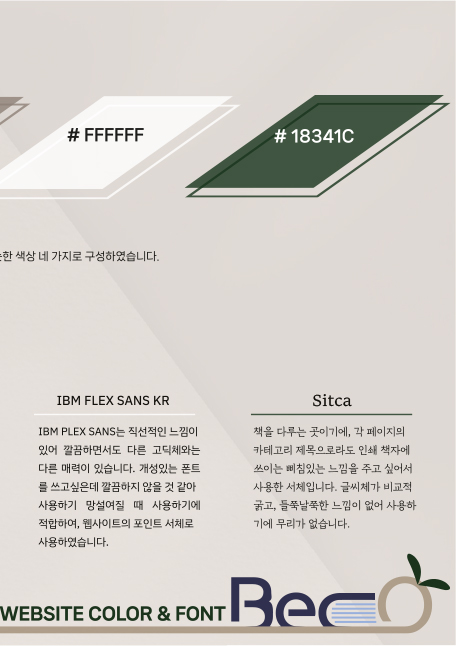 # FFFFFF
# 18341C
한 색상 네 가지로 구성하였습니다.
IBM FLEX SANS KR
IBM PLEX SANS는 직선적인 느낌이
있어 깔끔하면서도 다른 고딕체와는
다른 매력이 있습니다. 개성있는 폰트
를 쓰고싶은데 깔끔하지 않을 것 같아
사용하기 망설여질 때 사용하기에
적합하여, 웹사이트의 포인트 서체로
사용하였습니다.
Sitca
책을 다루는 곳이기에, 각 페이지의
카테고리 제목으로라도 인쇄 책자에
쓰이는 삐침있는 느낌을 주고 싶어서
사용한 서체입니다. 글씨체가 비교적
굵고, 들쭉날쭉한 느낌이 없어 사용하
기에 무리가 없습니다.
WEBSITE COLOR & FONT
Beco